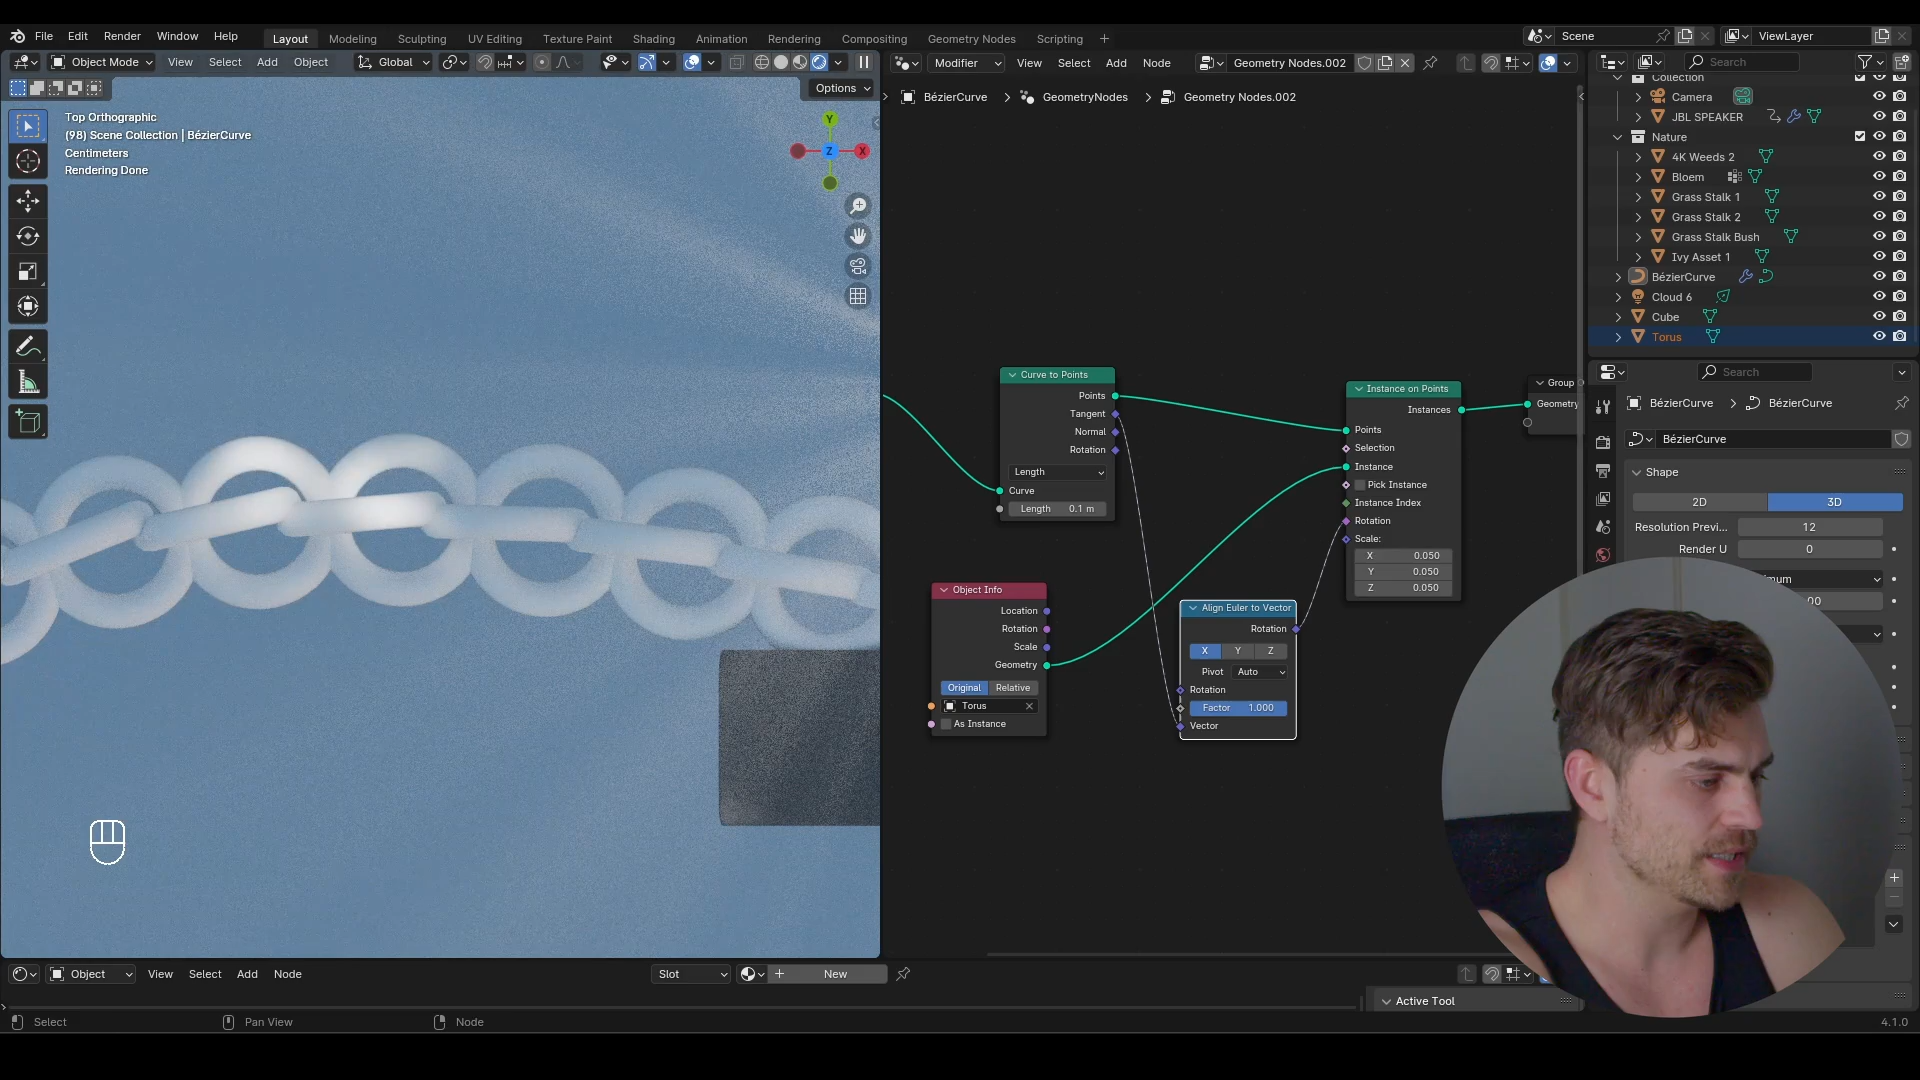 File Edit Render Window Help
Layout Modeling Sculpting UV Editing Texture Paint Shading Animation Rendering Compositing Geometry Nodes Scripting +
Scene
ViewLayer
Object Mode View Select Add Object
Global
Options
Modifier View Select Add Node
Geometry Nodes.002
Search
BézierCurve > GeometryNodes > Geometry Nodes.002
Top Orthographic
(98) Scene Collection | BézierCurve
Centimeters
Rendering Done
Y
Z
X
Collection
Camera
JBL SPEAKER
Nature
4K Weeds 2
Bloem
Grass Stalk 1
Grass Stalk 2
Grass Stalk Bush
Ivy Asset 1
BézierCurve
Cloud 6
Cube
Torus
Curve to Points
Points
Tangent
Normal
Rotation
Length
Curve
Length 0.1 m
Object Info
Location
Rotation
Scale
Geometry
Original Relative
Torus
As Instance
Align Euler to Vector
Rotation
X Y Z
Pivot Auto
Rotation
Factor 1.000
Vector
Instance on Points
Instances
Points
Selection
Instance
Pick Instance
Instance Index
Rotation
Scale:
X 0.050
Y 0.050
Z 0.050
Group
Geometry
Search
BézierCurve > BézierCurve
BézierCurve
Shape
2D 3D
Resolution Previ... 12
Render U 0
Object View Select Add Node
Slot
New
Active Tool
Select
Pan View
Node
4.1.0